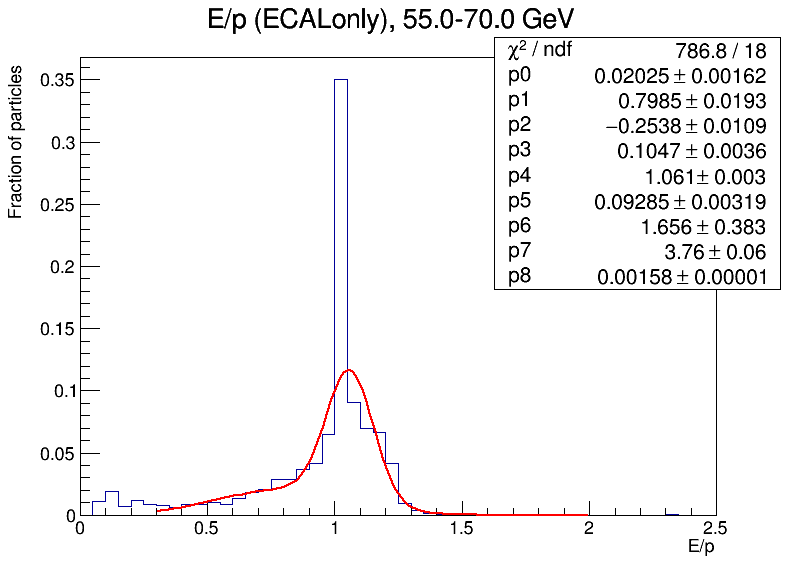 E/p (ECALonly), 55.0-70.0 GeV
χ² / ndf 786.8 / 18
p0 0.02025 ± 0.00162
p1 0.7985 ± 0.0193
p2 −0.2538 ± 0.0109
p3 0.1047 ± 0.0036
p4 1.061± 0.003
p5 0.09285 ± 0.00319
p6 1.656 ± 0.383
p7 3.76 ± 0.06
p8 0.00158 ± 0.00001
Fraction of particles
0.35
0.3
0.25
0.2
0.15
0.1
0.05
0
0 0.5 1 1.5 2 2.5
E/p